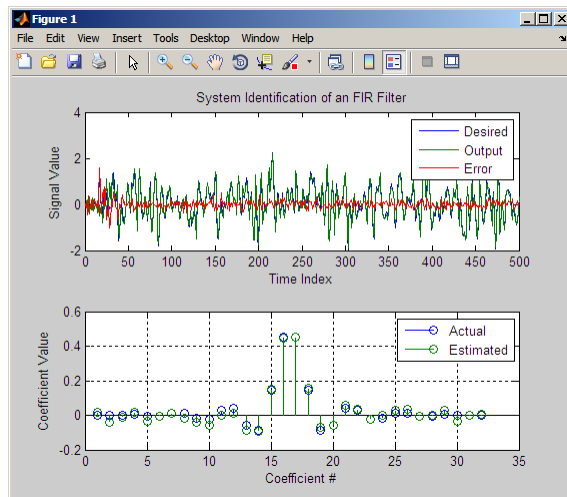 Figure 1
File Edit View Insert Tools Desktop Window Help
System Identification of an FIR Filter
Signal Value
4
2
0
-2
Desired
Output
Error
0 50 100 150 200 250 300 350 400 450 500
Time Index
Coefficient Value
0.6
0.4
0.2
0
-0.2
Actual
Estimated
0 5 10 15 20 25 30 35
Coefficient #